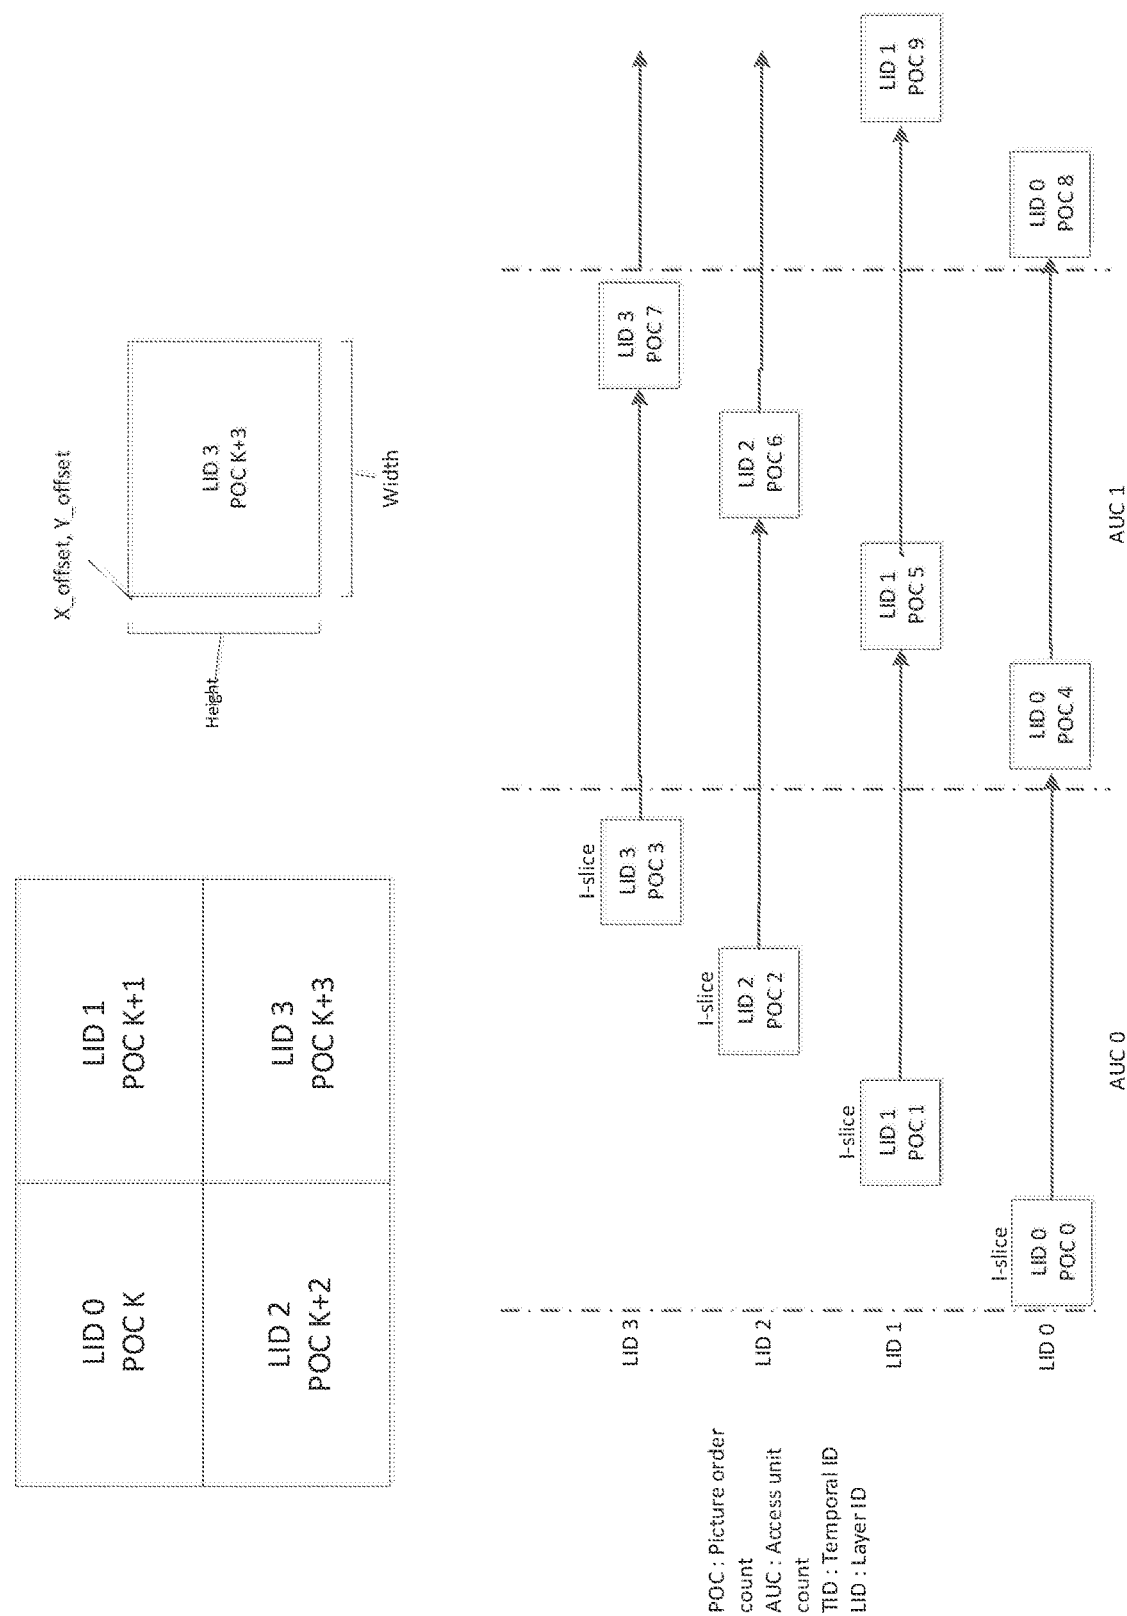 LID 0
POC K
LID 1
POC K+1
LID 2
POC K+2
LID 3
POC K+3
X_offset, Y_offset
Height
LID 3
POC K+3
Width
POC : Picture order
count
AUC : Access unit
count
TID : Temporal ID
LID : Layer ID
LID 3
I-slice
LID 3
POC 3
LID 3
POC 7
LID 2
I-slice
LID 2
POC 2
LID 2
POC 6
LID 1
I-slice
LID 1
POC 1
LID 1
POC 5
LID 1
POC 9
LID 0
I-slice
LID 0
POC 0
LID 0
POC 4
LID 0
POC 8
AUC 0
AUC 1